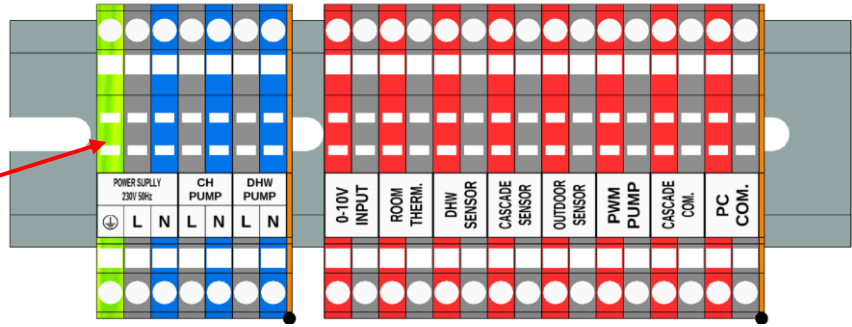 POWER SUPLLY
230V 50Hz
CH
PUMP
DHW
PUMP
L N L N L N
0-10V
INPUT
ROOM
THERM.
DHW
SENSOR
CASCADE
SENSOR
OUTDOOR
SENSOR
PWM
PUMP
CASCADE
COM.
PC
COM.